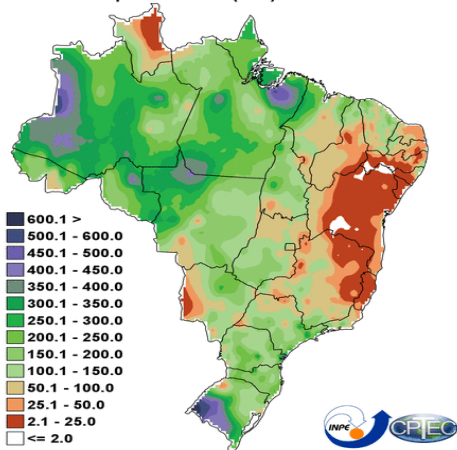 600.1 >
500.1 - 600.0
450.1 - 500.0
400.1 - 450.0
350.1 - 400.0
300.1 - 350.0
250.1 - 300.0
200.1 - 250.0
150.1 - 200.0
100.1 - 150.0
50.1 - 100.0
25.1 - 50.0
2.1 - 25.0
<= 2.0
INPE
CPTEC